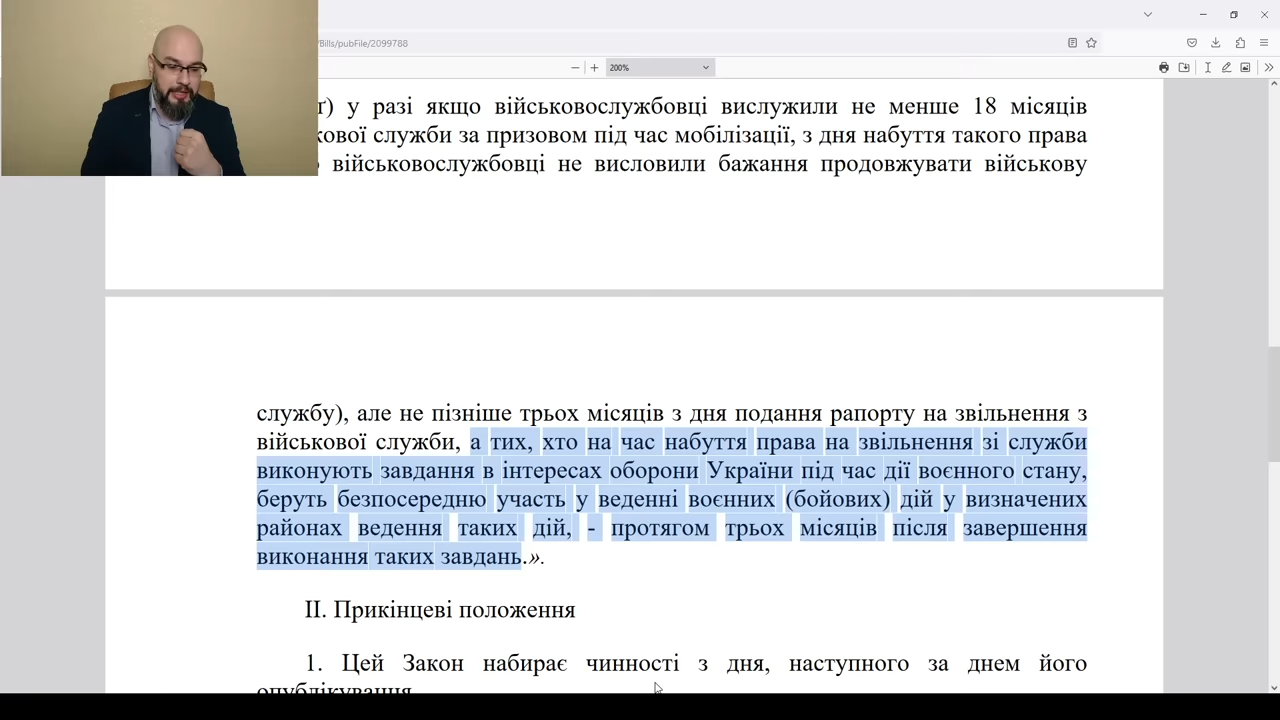 /Bills/pubFile/2099788
200%
ґ) у разі якщо військовослужбовці вислужили не менше 18 місяців
кової служби за призовом під час мобілізації, з дня набуття такого права
військовослужбовці не висловили бажання продовжувати військову
службу), але не пізніше трьох місяців з дня подання рапорту на звільнення з
військової служби, а тих, хто на час набуття права на звільнення зі служби
виконують завдання в інтересах оборони України під час дії воєнного стану,
беруть безпосередню участь у веденні воєнних (бойових) дій у визначених
районах ведення таких дій, - протягом трьох місяців після завершення
виконання таких завдань.».
II. Прикінцеві положення
1. Цей Закон набирає чинності з дня, наступного за днем його
опублікування